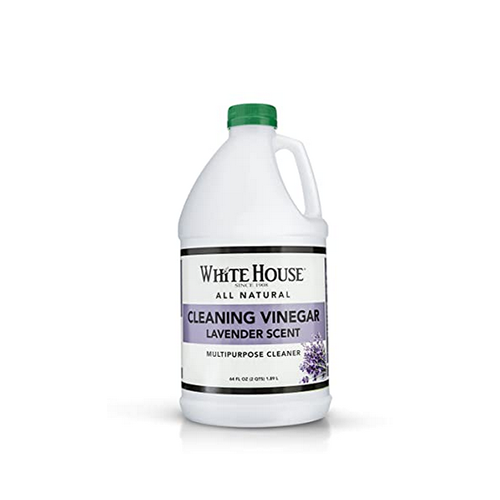 WHITE HOUSE
SINCE 1908
ALL NATURAL
CLEANING VINEGAR
LAVENDER SCENT
MULTIPURPOSE CLEANER
64 FL OZ (2 QTS) 1.89 L